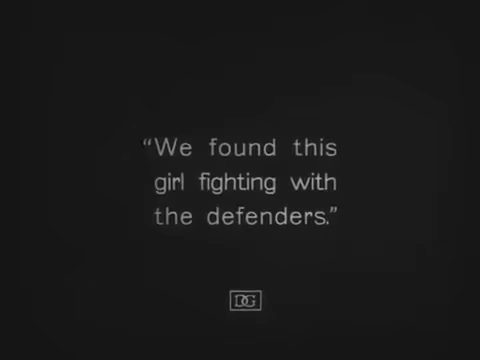 “We found this
girl fighting with
the defenders.”
DG